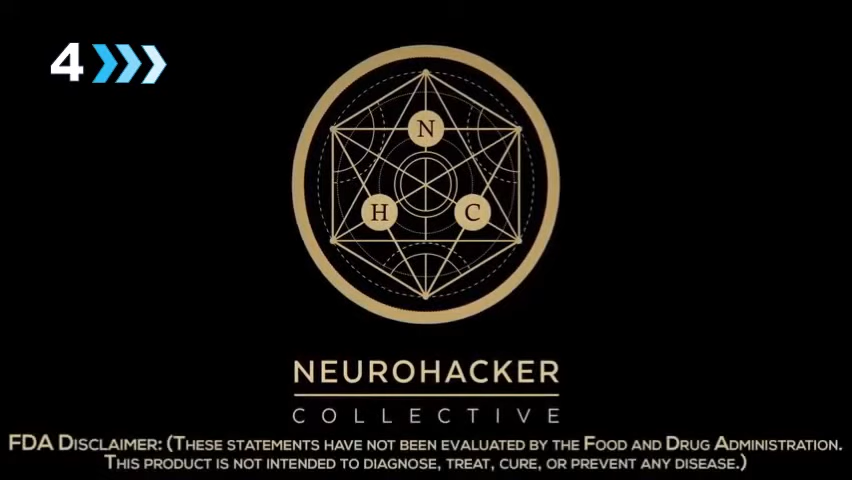 4
N
H C
NEUROHACKER
COLLECTIVE
FDA DISCLAIMER: (THESE STATEMENTS HAVE NOT BEEN EVALUATED BY THE FOOD AND DRUG ADMINISTRATION.
THIS PRODUCT IS NOT INTENDED TO DIAGNOSE, TREAT, CURE, OR PREVENT ANY DISEASE.)